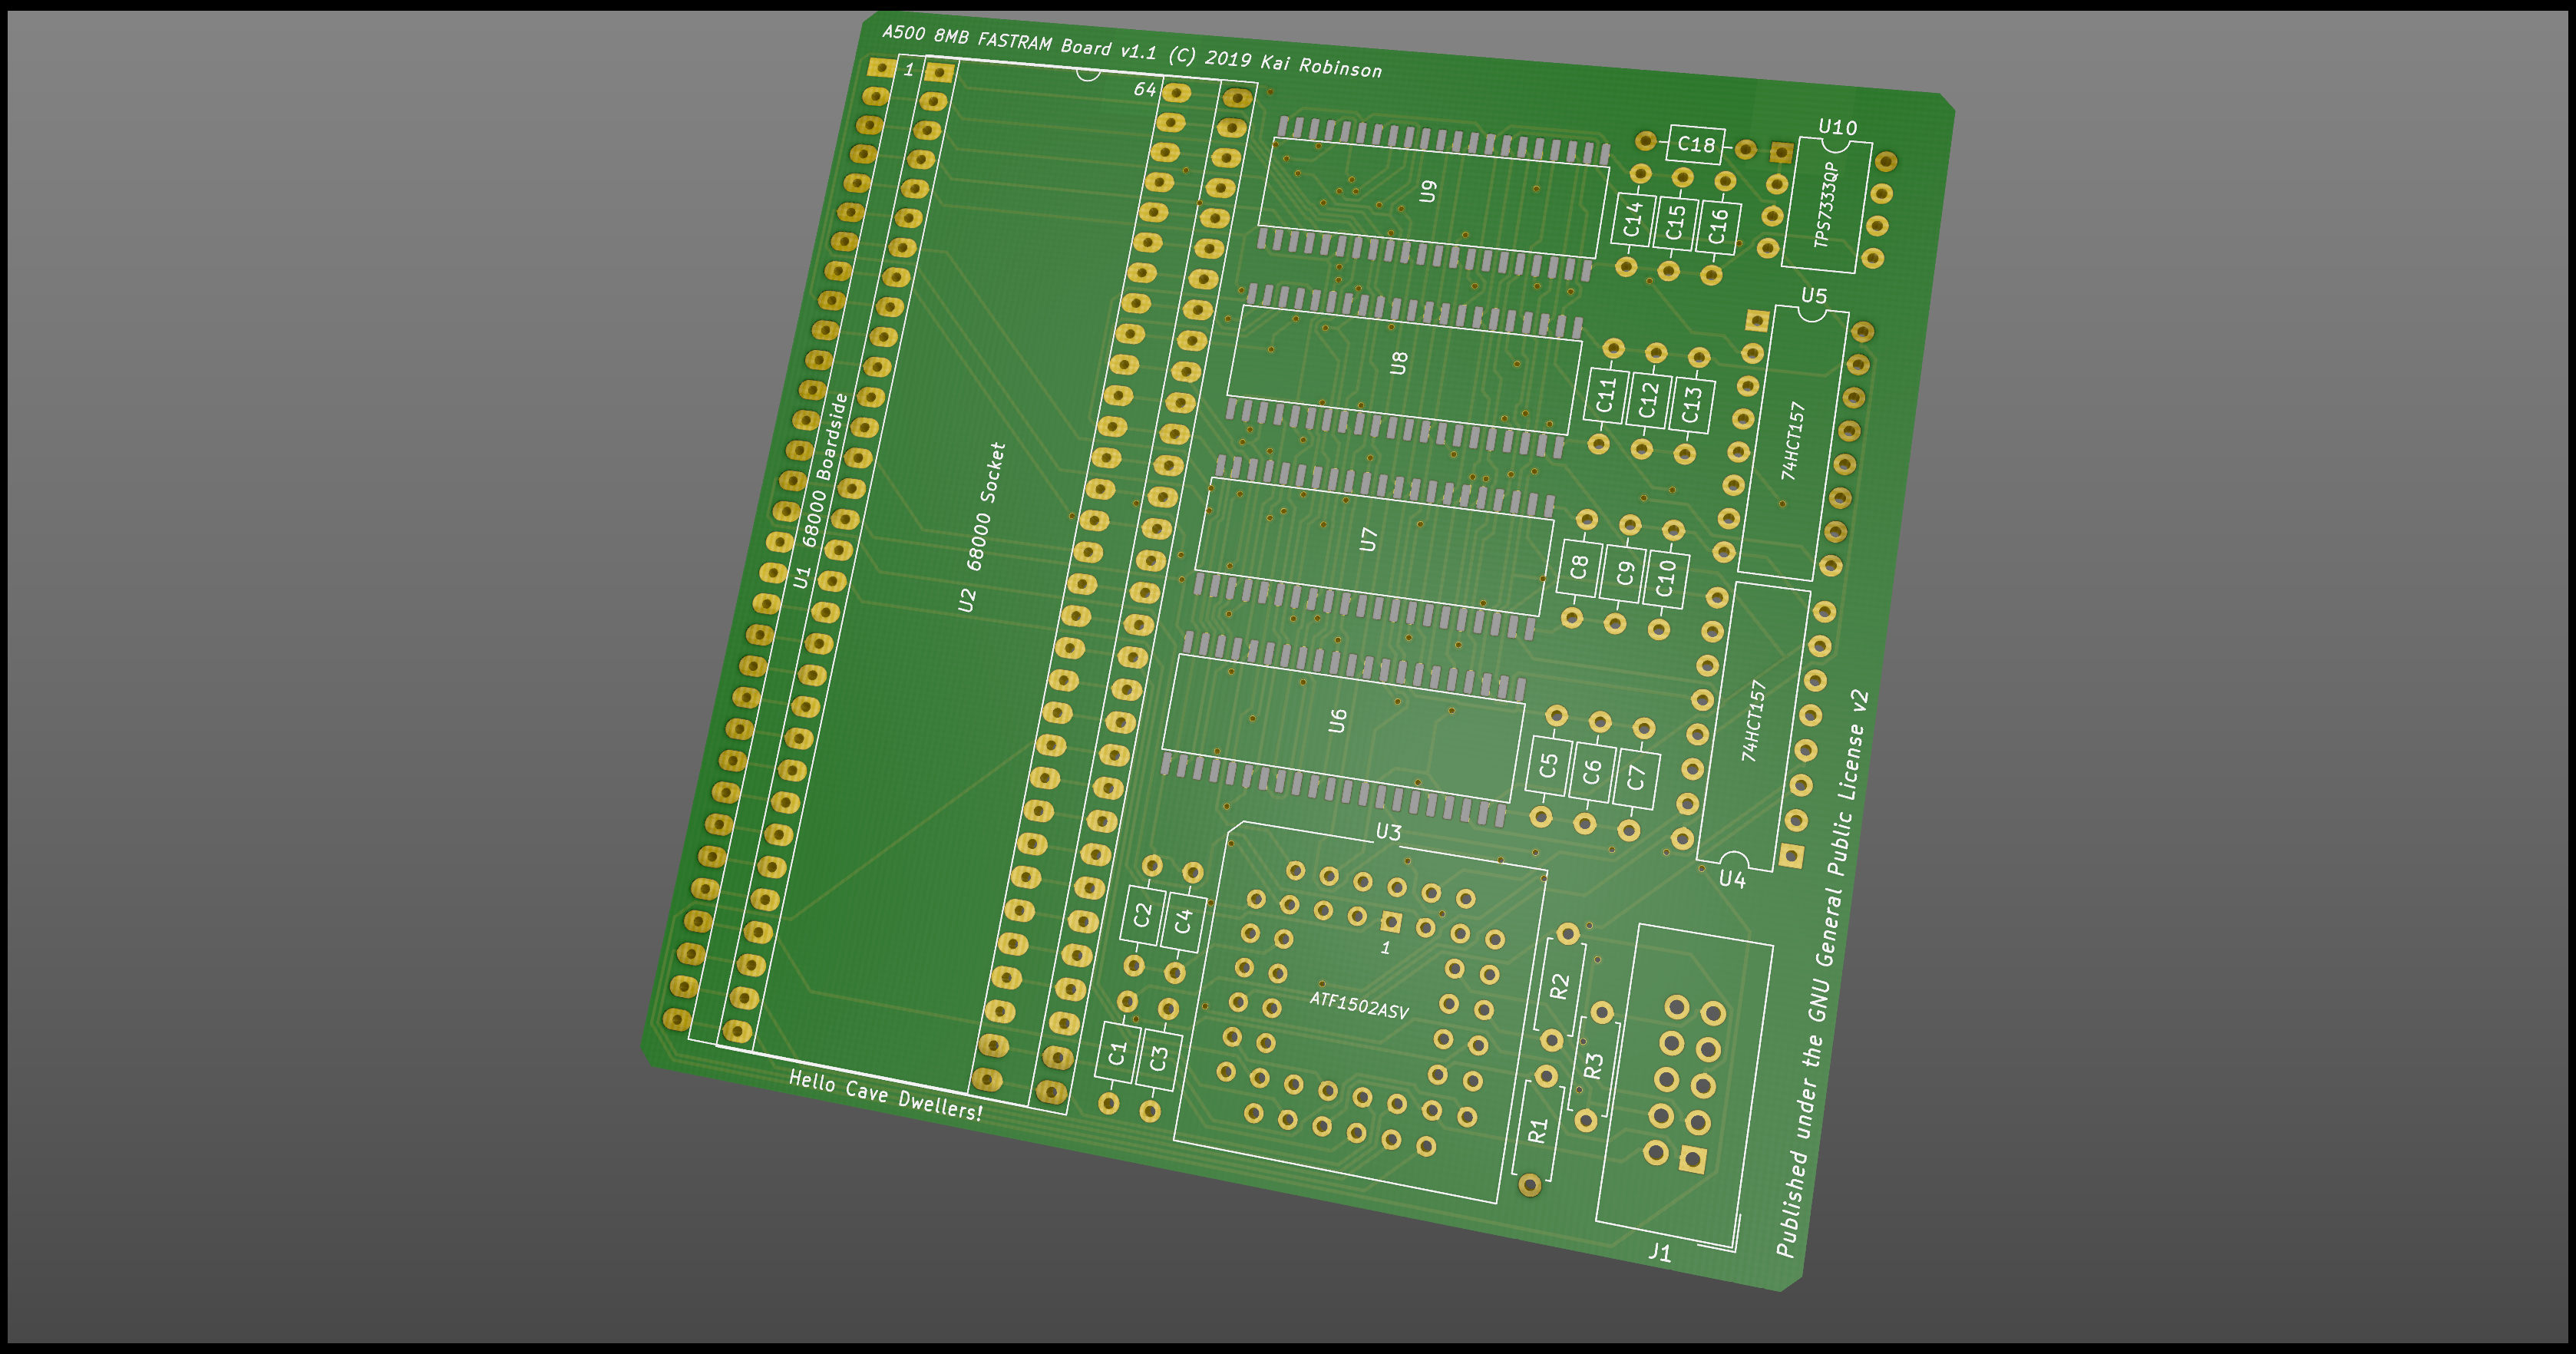 A500 8MB FASTRAM Board v1.1 (C) 2019 Kai Robinson
1
64
U1 68000 Boardside
U2 68000 Socket
U9
C18
U10
TPS7333QP
C14
C15
C16
U8
C11
C12
C13
U5
74HCT157
U7
C8
C9
C10
U6
C5
C6
C7
74HCT157
U4
U3
1
ATF1502ASV
C2
C4
C1
C3
R2
R3
R1
J1
Hello Cave Dwellers!
Published under the GNU General Public License v2